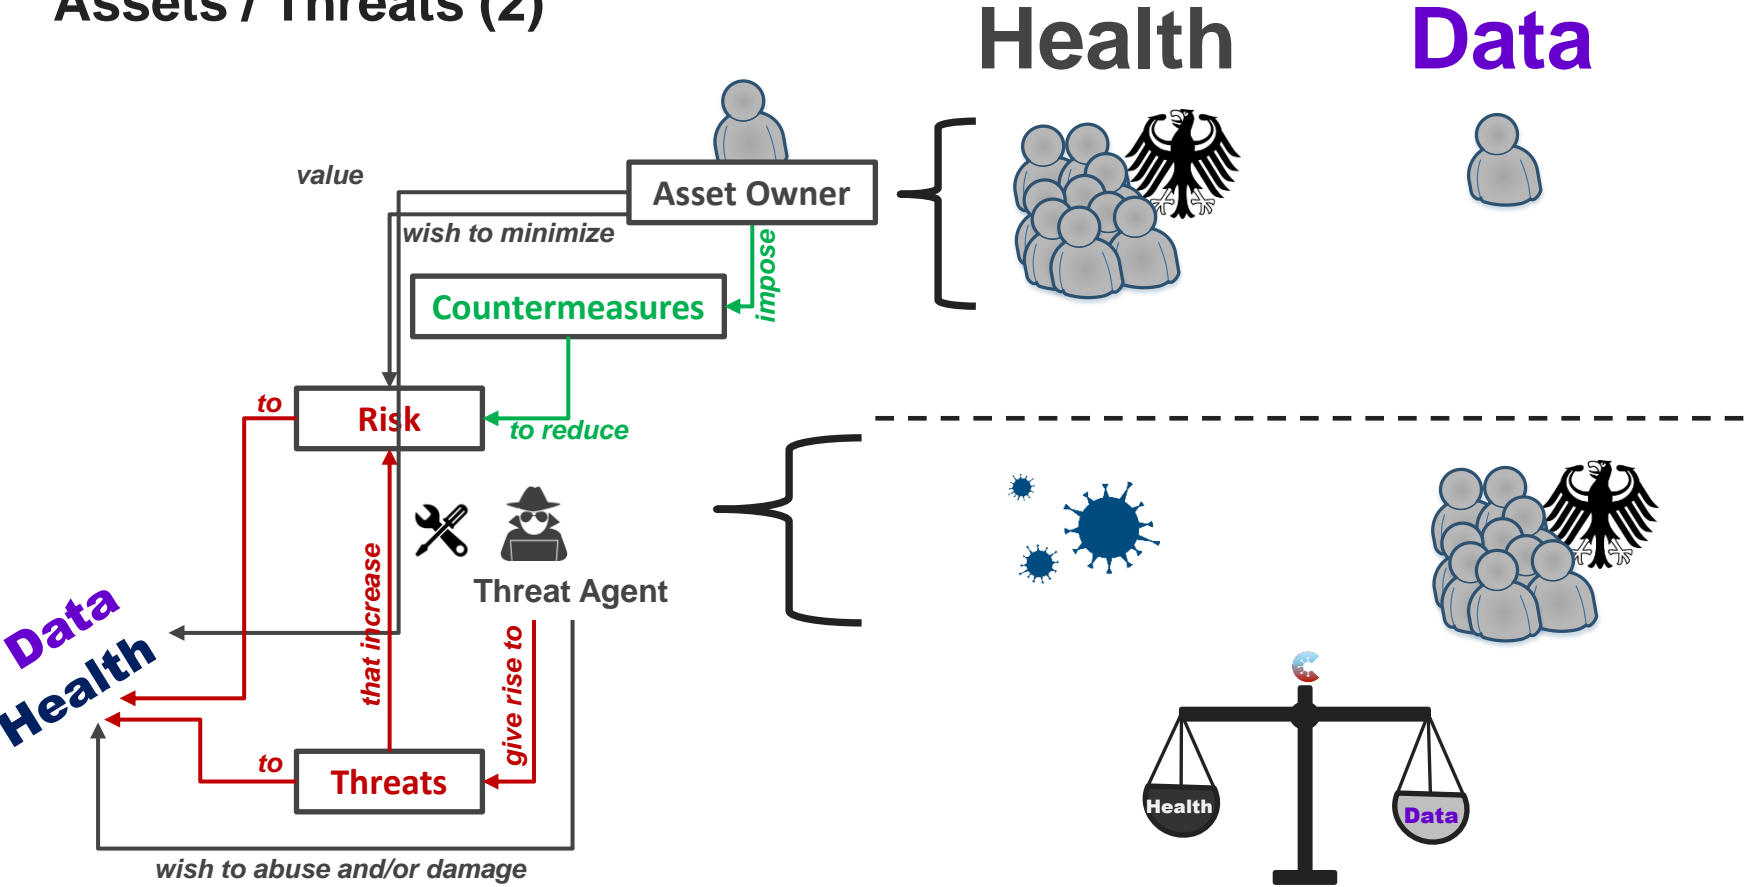 Assets / Threats (2)
Health
Data
value
Asset Owner
wish to minimize
impose
Countermeasures
to
Risk
to reduce
that increase
Threat Agent
give rise to
Data
Health
to
Threats
wish to abuse and/or damage
Health
Data